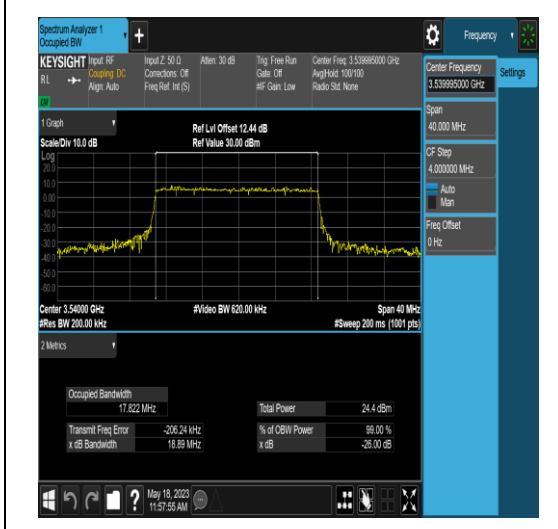 Spectrum Analyzer 1
Occupied BW
Frequency
KEYSIGHT Input: RF Input Z: 50 Ω Atten: 30 dB Trig: Free Run Center Freq: 3.539995000 GHz
RL Coupling: DC Corrections: Off Gate: Off Avg|Hold: 100/100
Align: Auto Freq Ref: Int (S) #IF Gain: Low Radio Std: None
LXI
Center Frequency
3.539995000 GHz
Settings
Span
40.000 MHz
CF Step
4.000000 MHz
Auto
Man
Freq Offset
0 Hz
1 Graph
Ref Lvl Offset 12.44 dB
Scale/Div 10.0 dB Ref Value 30.00 dBm
Log
20.0
10.0
0.00
-10.0
-20.0
-30.0
-40.0
-50.0
-60.0
Center 3.54000 GHz #Video BW 620.00 kHz Span 40 MHz
#Res BW 200.00 kHz #Sweep 200 ms (1001 pts)
2 Metrics
Occupied Bandwidth
17.822 MHz Total Power 24.4 dBm
Transmit Freq Error -206.24 kHz % of OBW Power 99.00 %
x dB Bandwidth 18.89 MHz x dB -26.00 dB
? May 18, 2023
11:57:55 AM